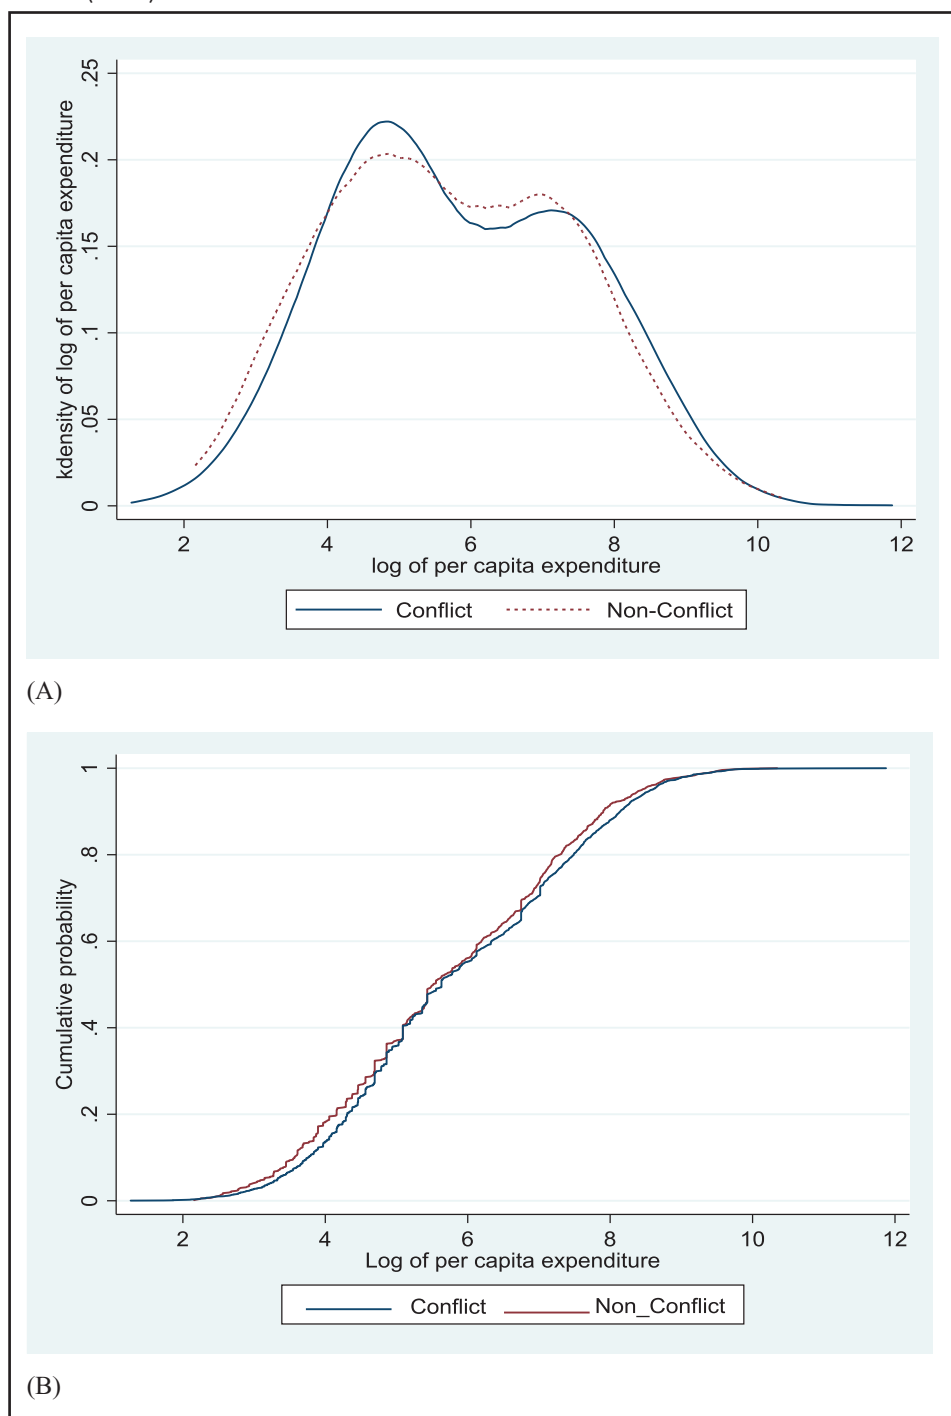 .25
.2
.15
.1
.05
0
kdensity of log of per capita expenditure
2 4 6 8 10 12
log of per capita expenditure
Conflict Non-Conflict
(A)
1
.8
.6
.4
.2
0
Cumulative probability
2 4 6 8 10 12
Log of per capita expenditure
Conflict Non_Conflict
(B)